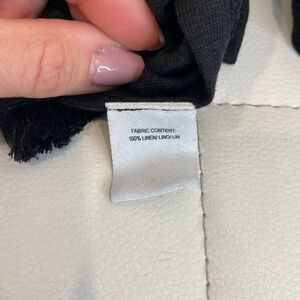 FABRIC CONTENT:
100% LINEN/ LINO/ LIN